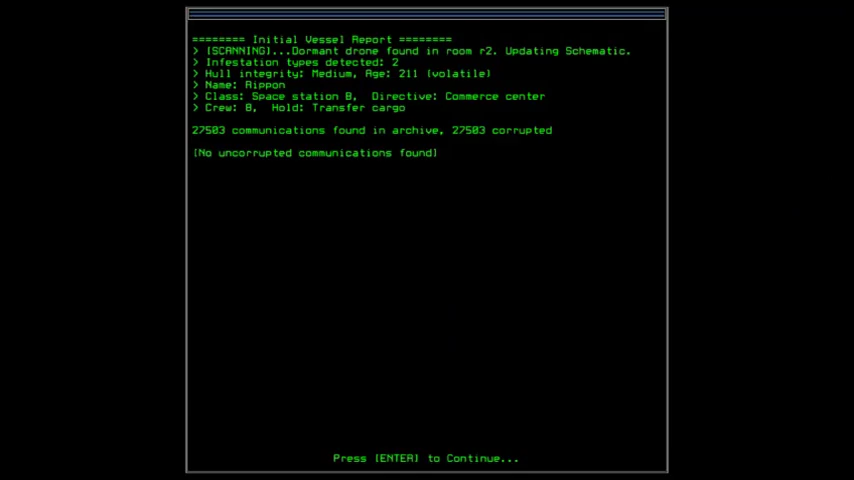 ======== Initial Vessel Report ========
> [SCANNING]...Dormant drone found in room r2. Updating Schematic.
> Infestation types detected: 2
> Hull integrity: Medium, Age: 211 (volatile)
> Name: Rippon
> Class: Space station B, Directive: Commerce center
> Crew: 8, Hold: Transfer cargo
27503 communications found in archive, 27503 corrupted
[No uncorrupted communications found]
Press [ENTER] to Continue...